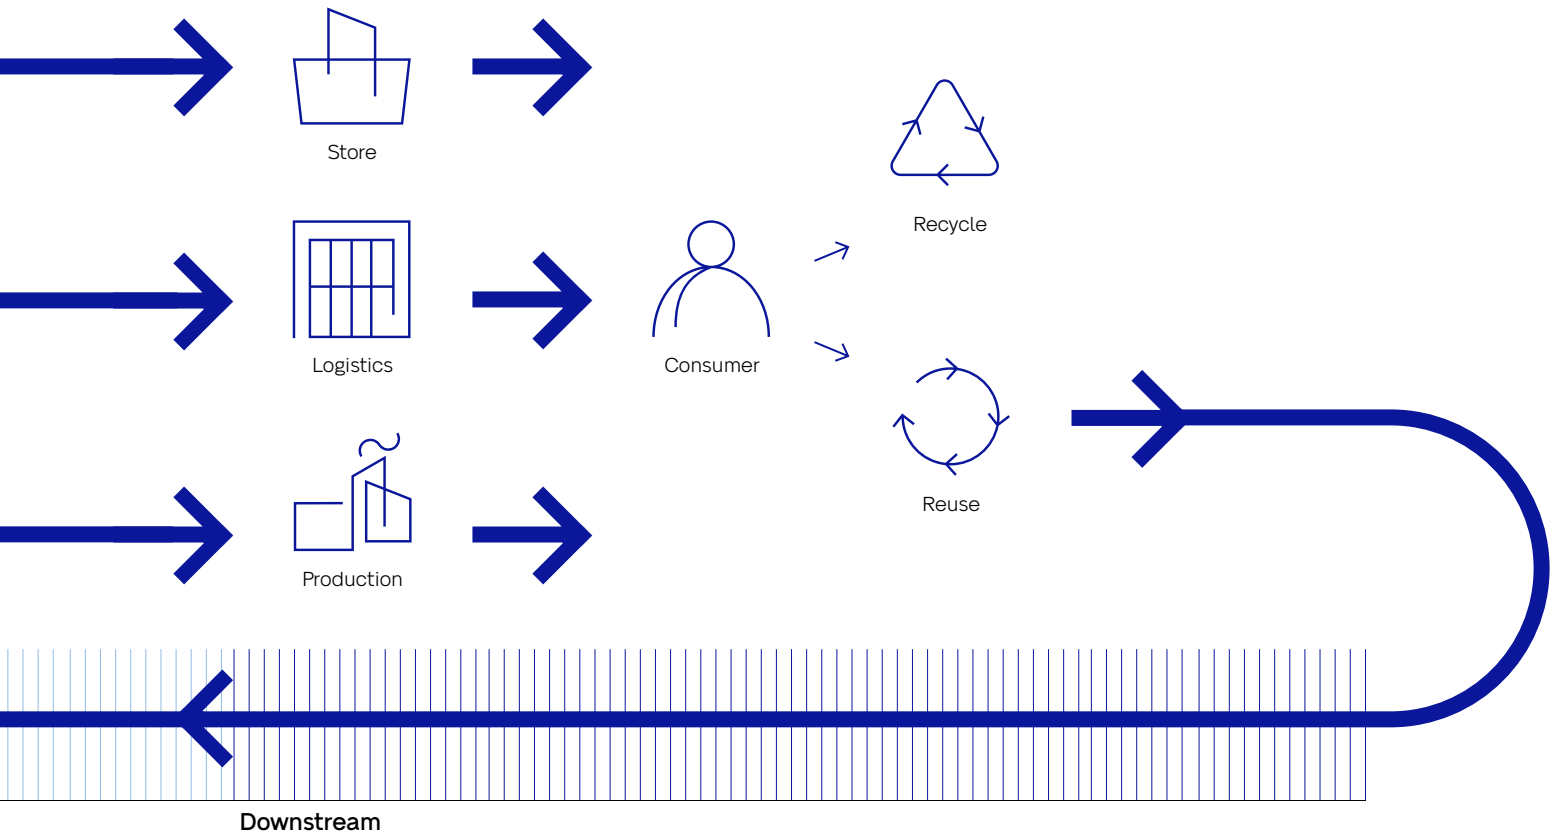 Store
Recycle
Logistics
Consumer
Reuse
Production
Downstream